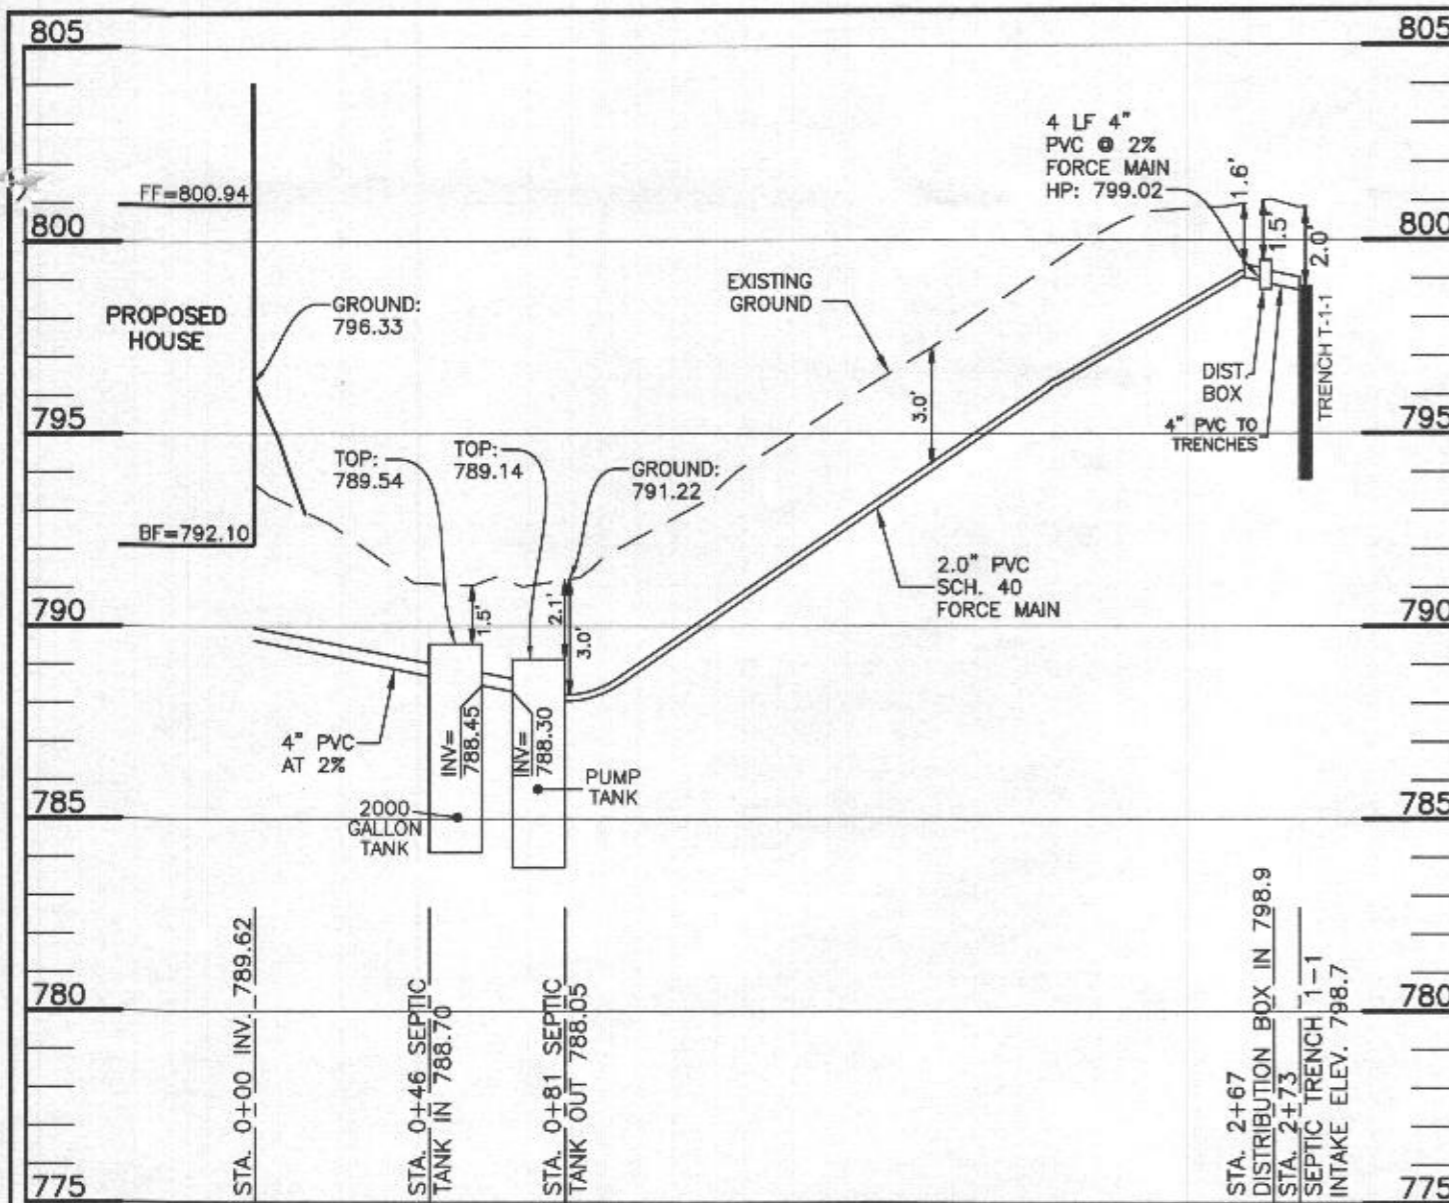 805
805
4 LF 4"
PVC @ 2%
FORCE MAIN
HP: 799.02
1.6'
FF=800.94
800
800
1.5'
2.0'
EXISTING
GROUND
GROUND:
796.33
PROPOSED
HOUSE
DIST.
BOX
TRENCH T-1-1
3.0'
4" PVC TO
TRENCHES
795
795
TOP:
789.54
TOP:
789.14
GROUND:
791.22
BF=792.10
2.0" PVC
SCH. 40
FORCE MAIN
790
790
1.5'
2.1'
3.0'
4" PVC
AT 2%
INV=
788.45
INV=
788.30
PUMP
TANK
2000
GALLON
TANK
785
785
STA. 0+00 INV. 789.62
STA. 0+46 SEPTIC
TANK IN 788.70
STA. 0+81 SEPTIC
TANK OUT 788.05
STA. 2+67
DISTRIBUTION BOX IN 798.9
STA. 2+73
SEPTIC TRENCH 1-1
INTAKE ELEV. 798.7
780
780
775
775